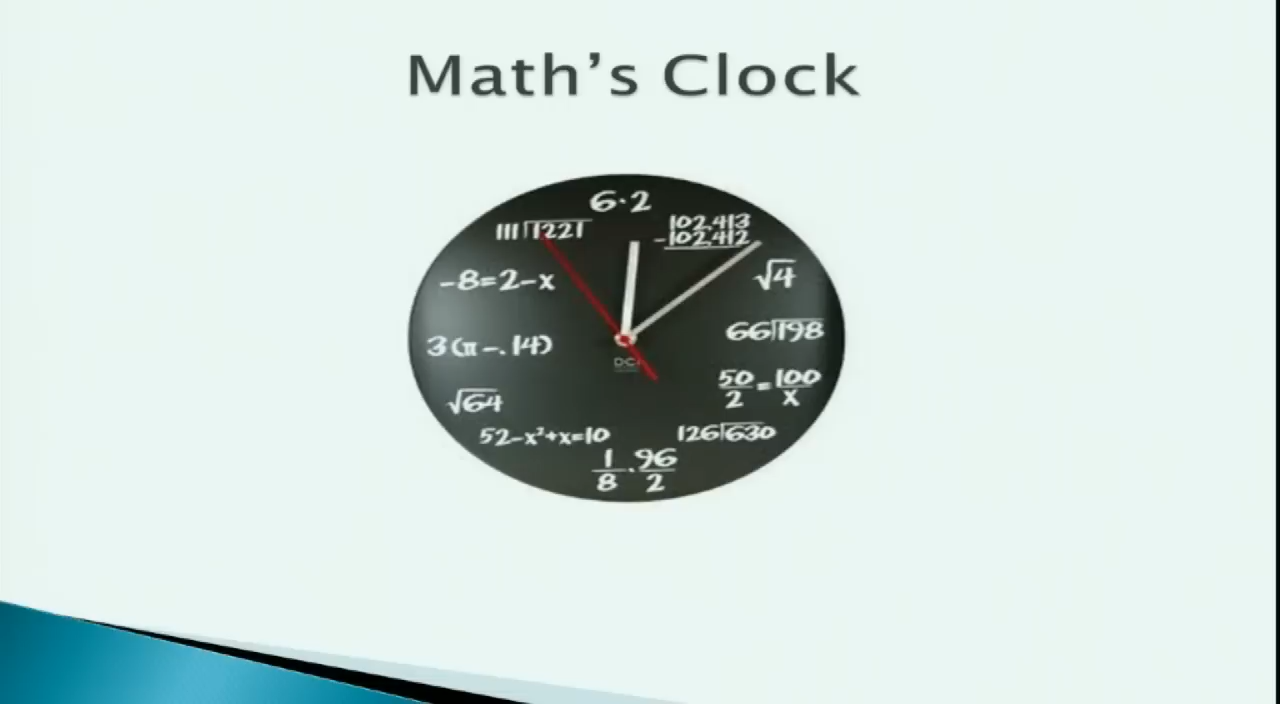 Math's Clock
6·2
102,413
-102,412
√4
66⟌198
50/2 = 100/x
126⟌630
1/8 · 96/2
52-x²+x=10
√64
3(π-.14)
-8=2-x
111⟌1221
DCI